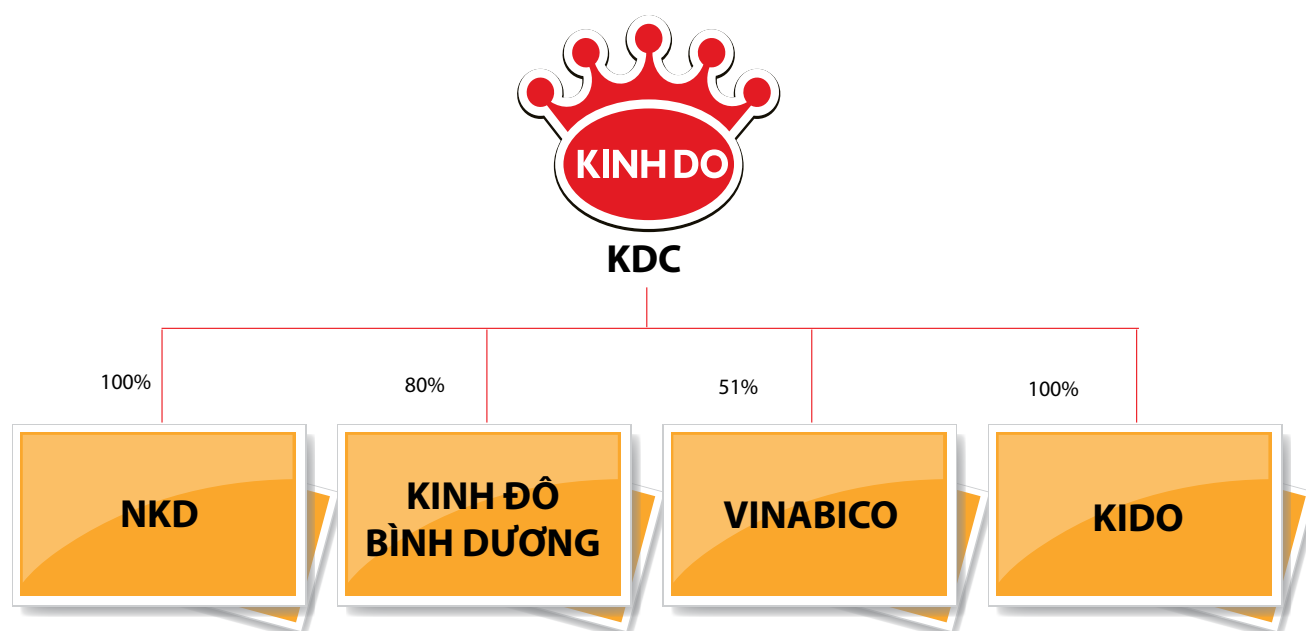 KINH DO
KDC
100%
80%
51%
100%
NKD
KINH ĐÔ
BÌNH DƯƠNG
VINABICO
KIDO